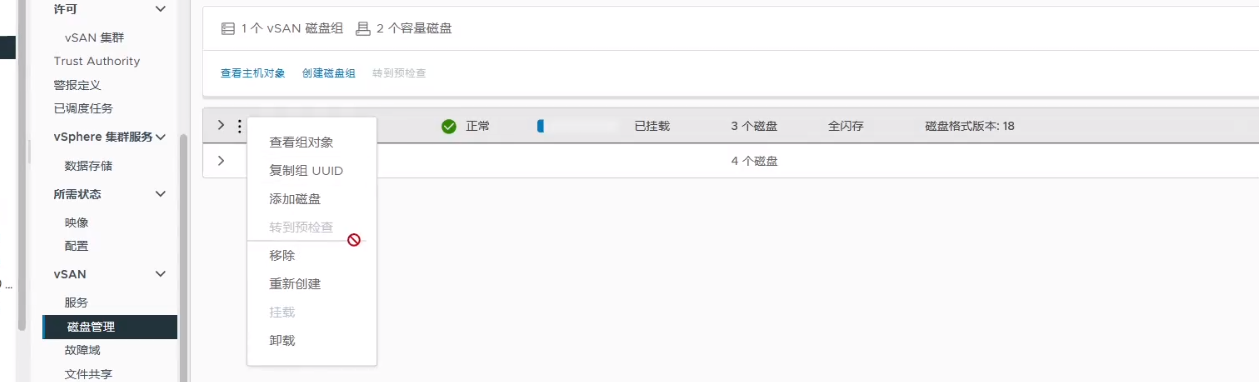 许可
vSAN 集群
Trust Authority
警报定义
已调度任务
vSphere 集群服务
数据存储
所需状态
映像
配置
vSAN
服务
磁盘管理
故障域
文件共享
1 个 vSAN 磁盘组 2 个容量磁盘
查看主机对象 创建磁盘组 转到预检查
正常 已挂载 3 个磁盘 全闪存 磁盘格式版本: 18
4 个磁盘
查看组对象
复制组 UUID
添加磁盘
转到预检查
移除
重新创建
挂载
卸载